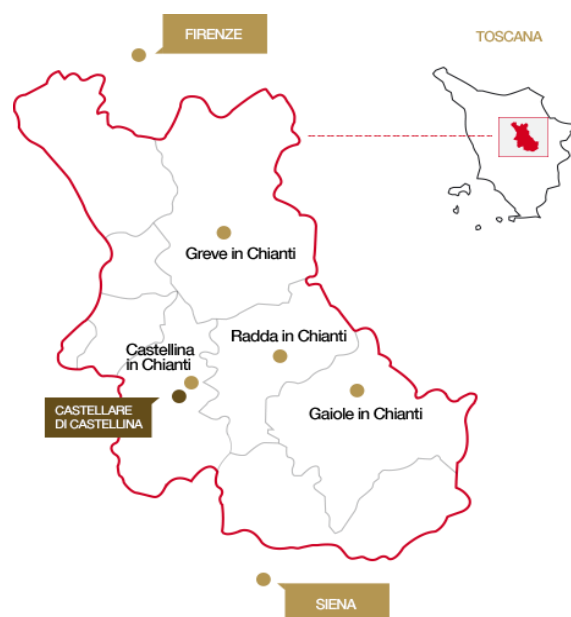 FIRENZE
TOSCANA
Greve in Chianti
Radda in Chianti
Castellina
in Chianti
CASTELLARE
DI CASTELLINA
Gaiole in Chianti
SIENA